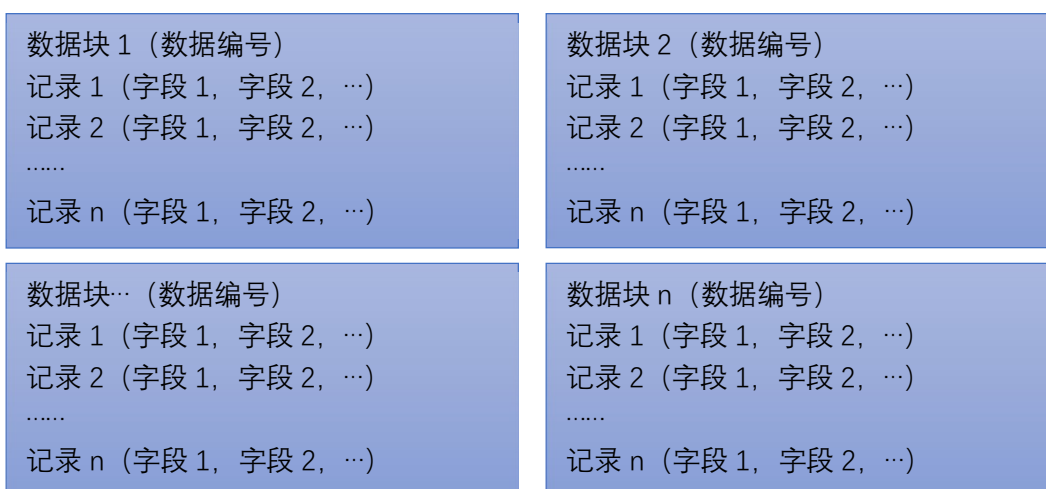 数据块 1（数据编号）
记录 1（字段 1，字段 2，…）
记录 2（字段 1，字段 2，…）
……
记录 n（字段 1，字段 2，…）
数据块 2（数据编号）
记录 1（字段 1，字段 2，…）
记录 2（字段 1，字段 2，…）
……
记录 n（字段 1，字段 2，…）
数据块…（数据编号）
记录 1（字段 1，字段 2，…）
记录 2（字段 1，字段 2，…）
……
记录 n（字段 1，字段 2，…）
数据块 n（数据编号）
记录 1（字段 1，字段 2，…）
记录 2（字段 1，字段 2，…）
……
记录 n（字段 1，字段 2，…）